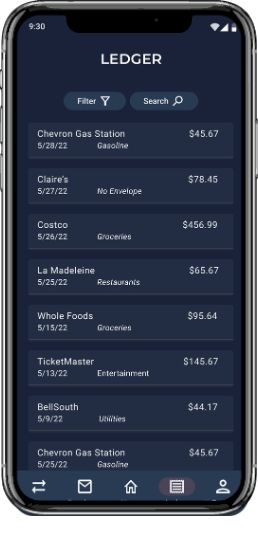 9:30
LEDGER
Filter Search
Chevron Gas Station $45.67
5/28/22 Gasoline
Claire's $78.45
5/27/22 No Envelope
Costco $456.99
5/26/22 Groceries
La Madeleine $65.67
5/25/22 Restaurants
Whole Foods $95.64
5/15/22 Groceries
TicketMaster $145.67
5/13/22 Entertainment
BellSouth $44.17
5/9/22 Utilities
Chevron Gas Station $45.67
5/25/22 Gasoline